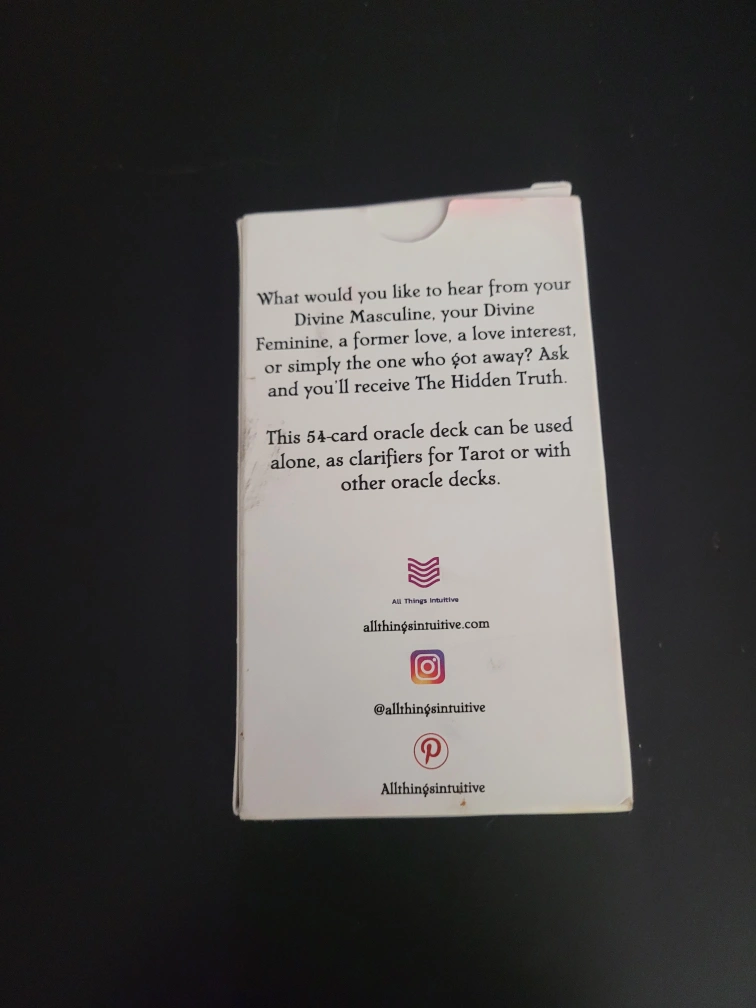 What would you like to hear from your
Divine Masculine, your Divine
Feminine, a former love, a love interest,
or simply the one who got away? Ask
and you'll receive The Hidden Truth.
This 54-card oracle deck can be used
alone, as clarifiers for Tarot or with
other oracle decks.
All Things Intuitive
allthingsintuitive.com
@allthingsintuitive
Allthingsintuitive